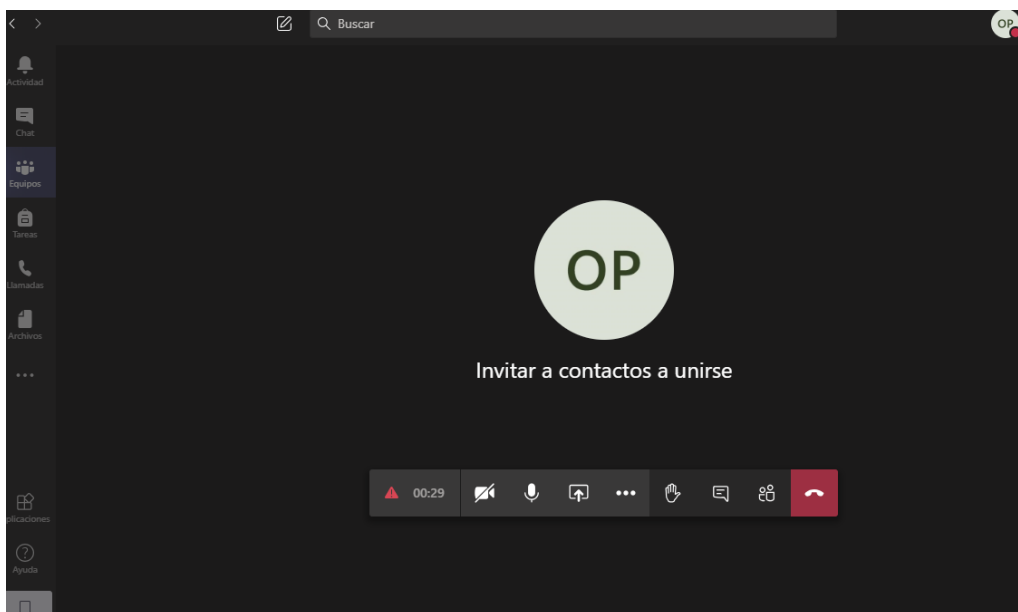 Buscar
OP
Actividad
Chat
Equipos
Tareas
Llamadas
Archivos
OP
Invitar a contactos a unirse
00:29
plicaciones
Ayuda